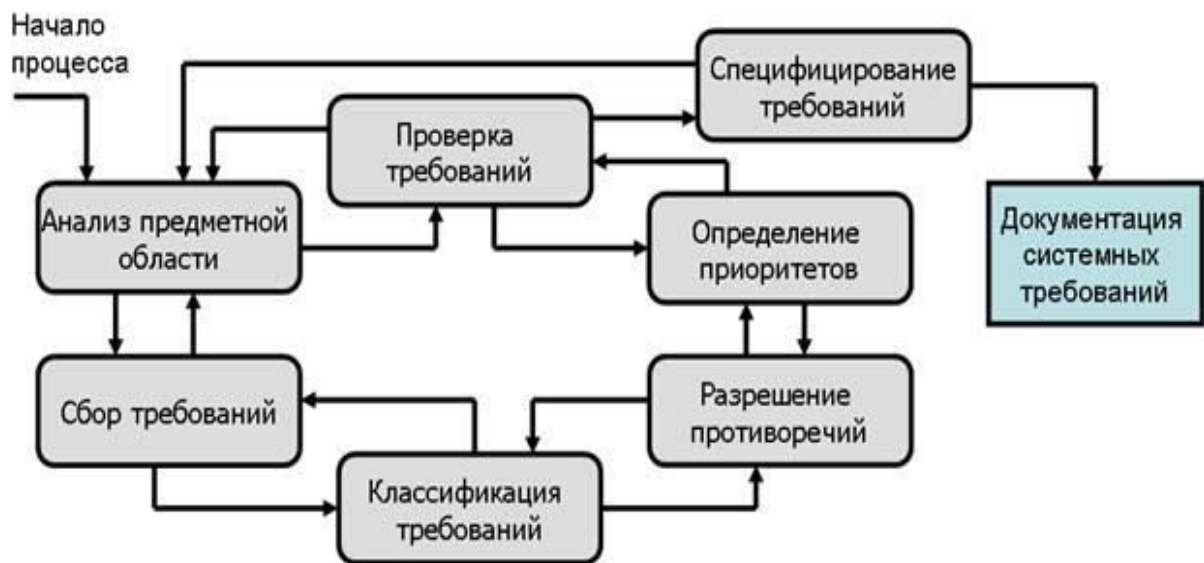 Начало
процесса
Спецификирование
требований
Проверка
требований
Анализ предметной
области
Определение
приоритетов
Документация
системных
требований
Сбор требований
Разрешение
противоречий
Классификация
требований